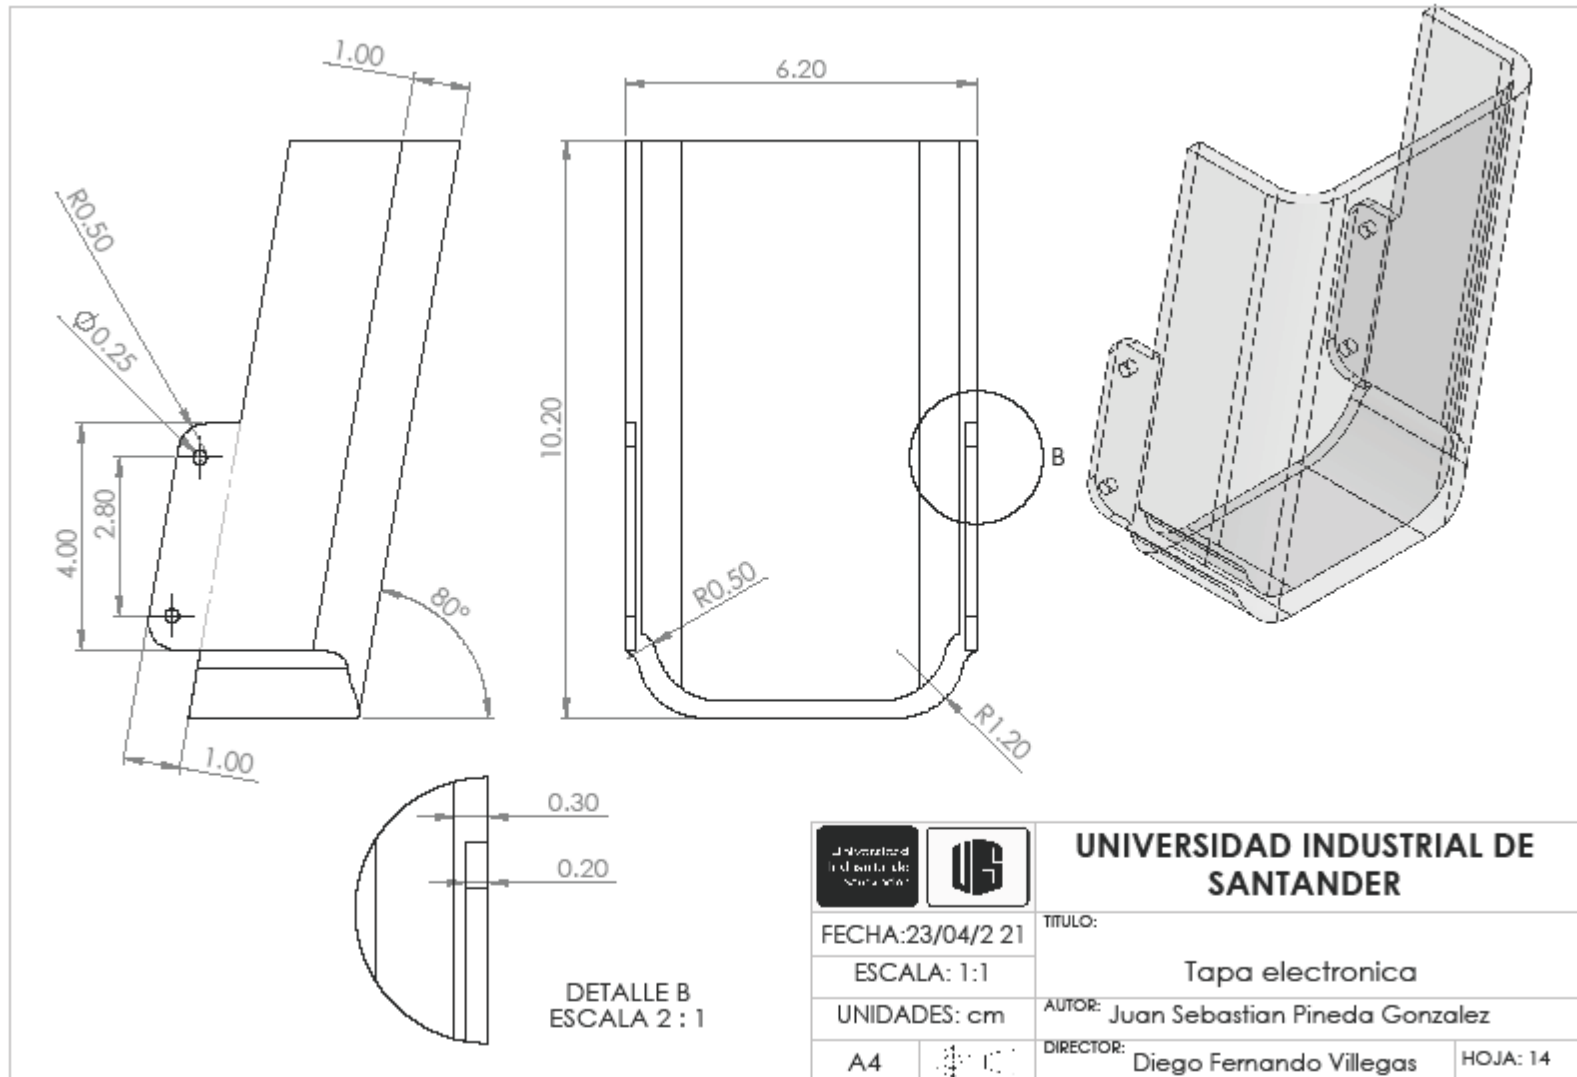 1.00
6.20
R0.50
Ø0.25
10.20
B
2.80
4.00
R0.50
80°
R1.20
1.00
0.30
0.20
DETALLE B
ESCALA 2 : 1
UNIVERSIDAD INDUSTRIAL DE
SANTANDER
FECHA:23/04/2 21
TITULO:
ESCALA: 1:1
Tapa electronica
UNIDADES: cm
AUTOR: Juan Sebastian Pineda Gonzalez
A4
DIRECTOR: Diego Fernando Villegas
HOJA: 14